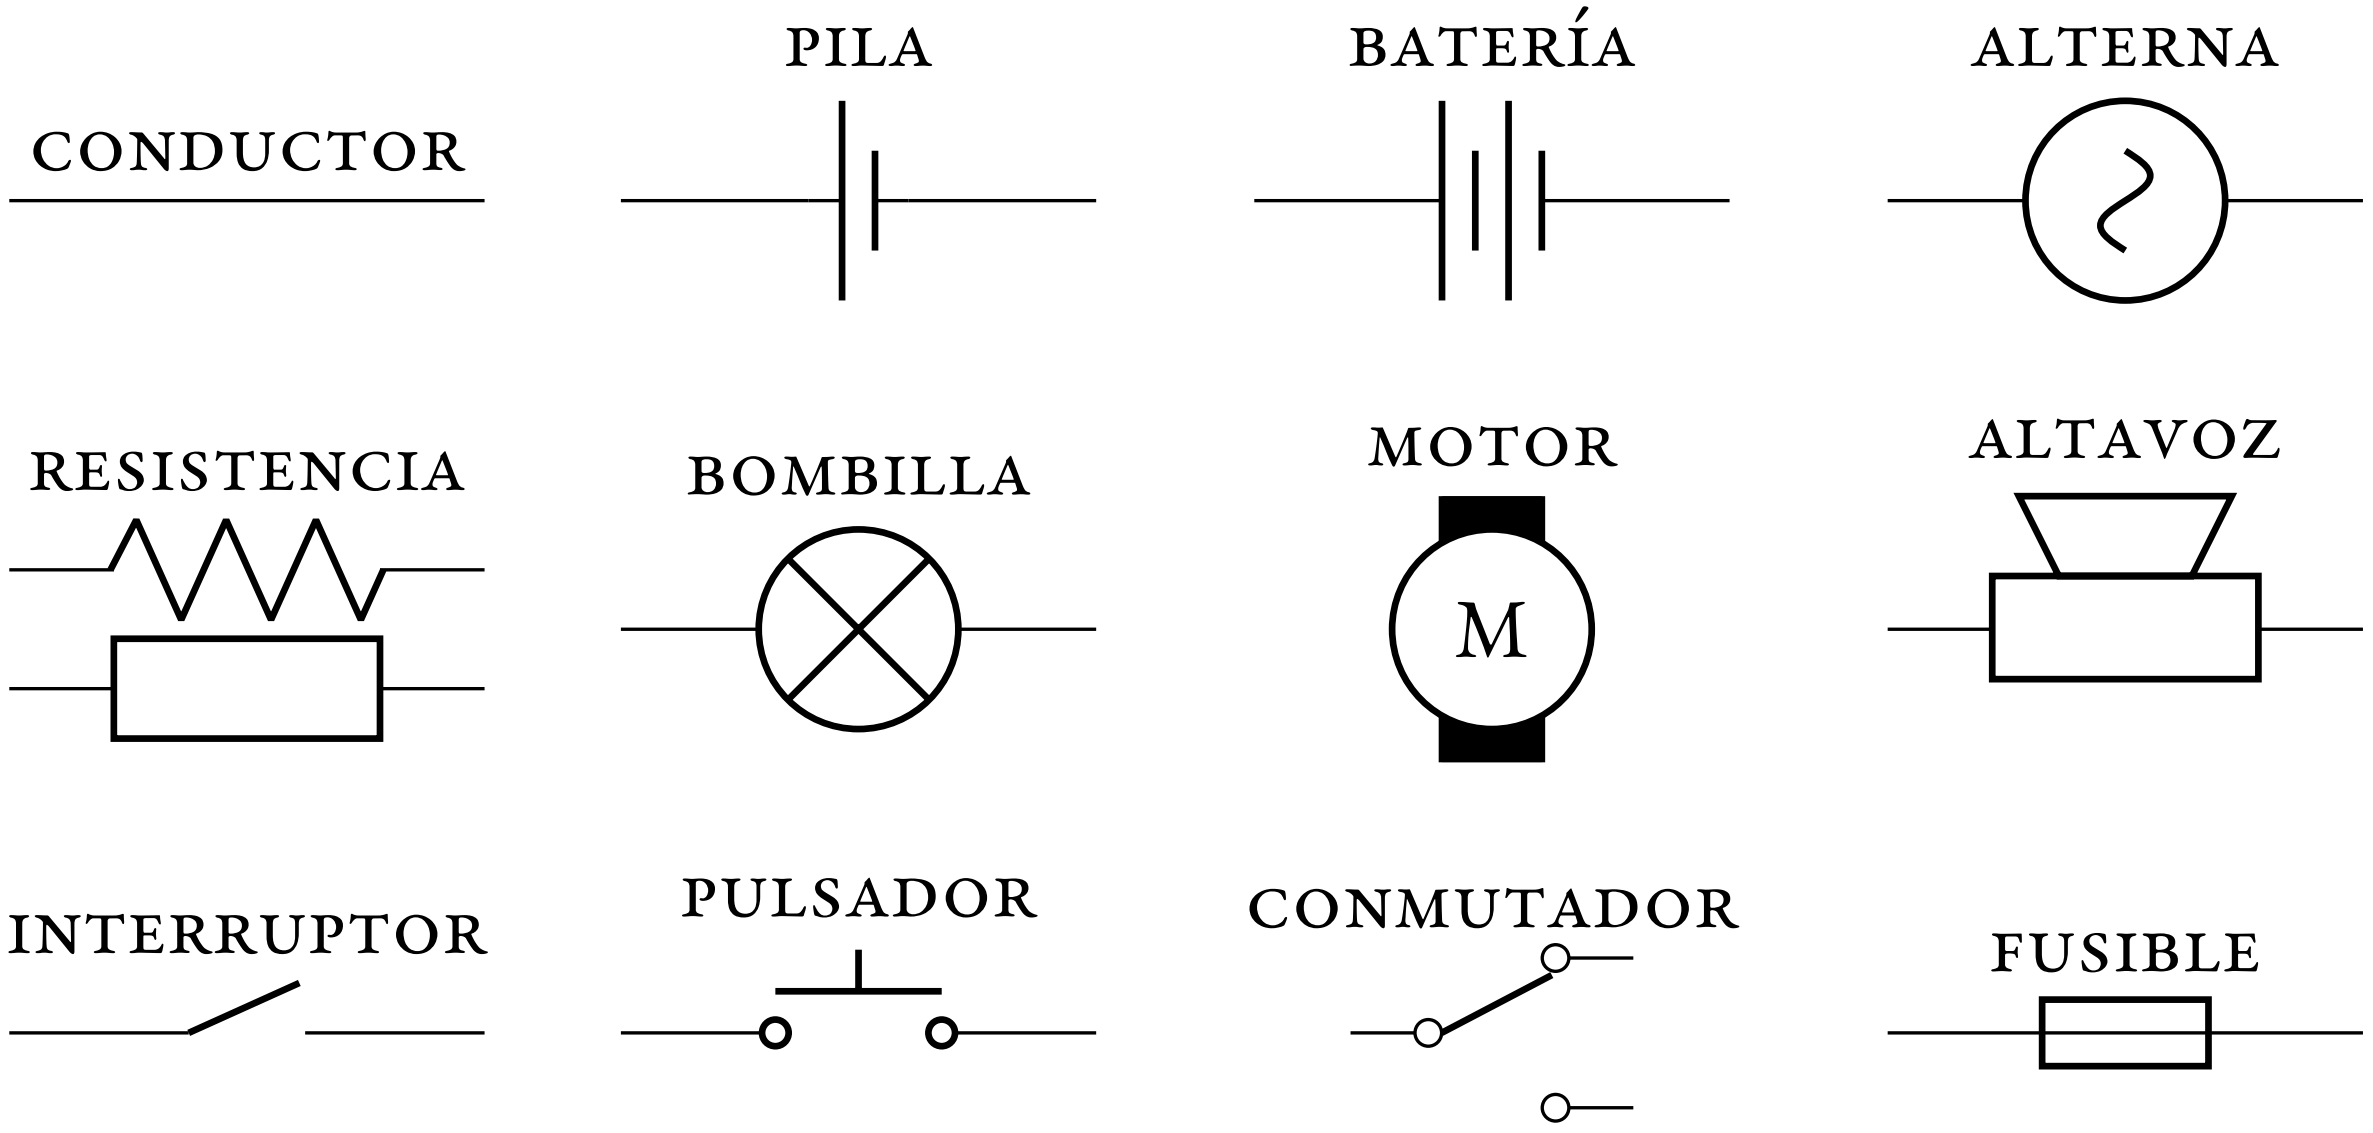 CONDUCTOR
PILA
BATERÍA
ALTERNA
RESISTENCIA
BOMBILLA
MOTOR
M
ALTAVOZ
INTERRUPTOR
PULSADOR
CONMUTADOR
FUSIBLE